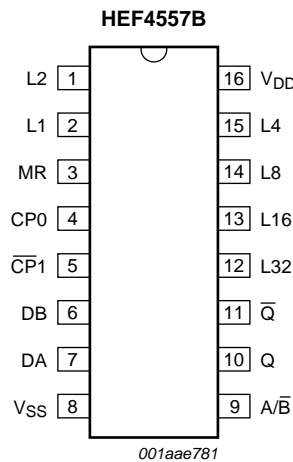 HEF4557B
L2 1 16 VDD
L1 2 15 L4
MR 3 14 L8
CP0 4 13 L16
C̅P̅1 5 12 L32
DB 6 11 Q̅
DA 7 10 Q
VSS 8 9 A/B̅
001aae781